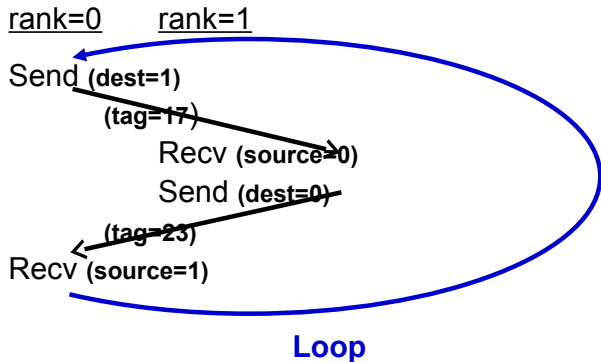 rank=0 rank=1
Send (dest=1)
(tag=17)
Recv (source=0)
Send (dest=0)
(tag=23)
Recv (source=1)
Loop